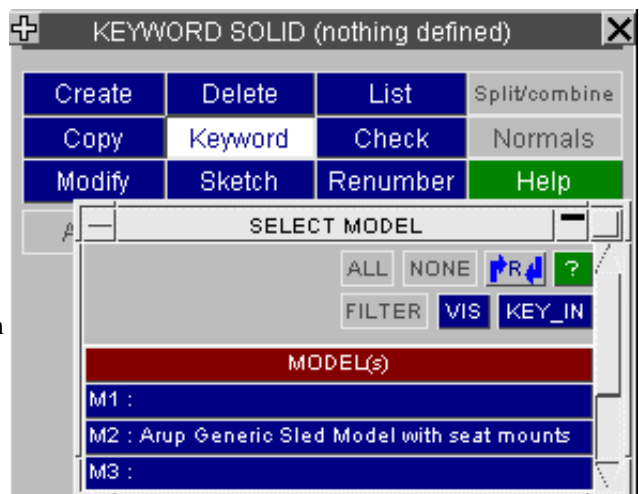 KEYWORD SOLID (nothing defined)
Create Delete List Split/combine
Copy Keyword Check Normals
Modify Sketch Renumber Help
SELECT MODEL
ALL NONE R ?
FILTER VIS KEY_IN
MODEL(s)
M1 :
M2 : Arup Generic Sled Model with seat mounts
M3 :